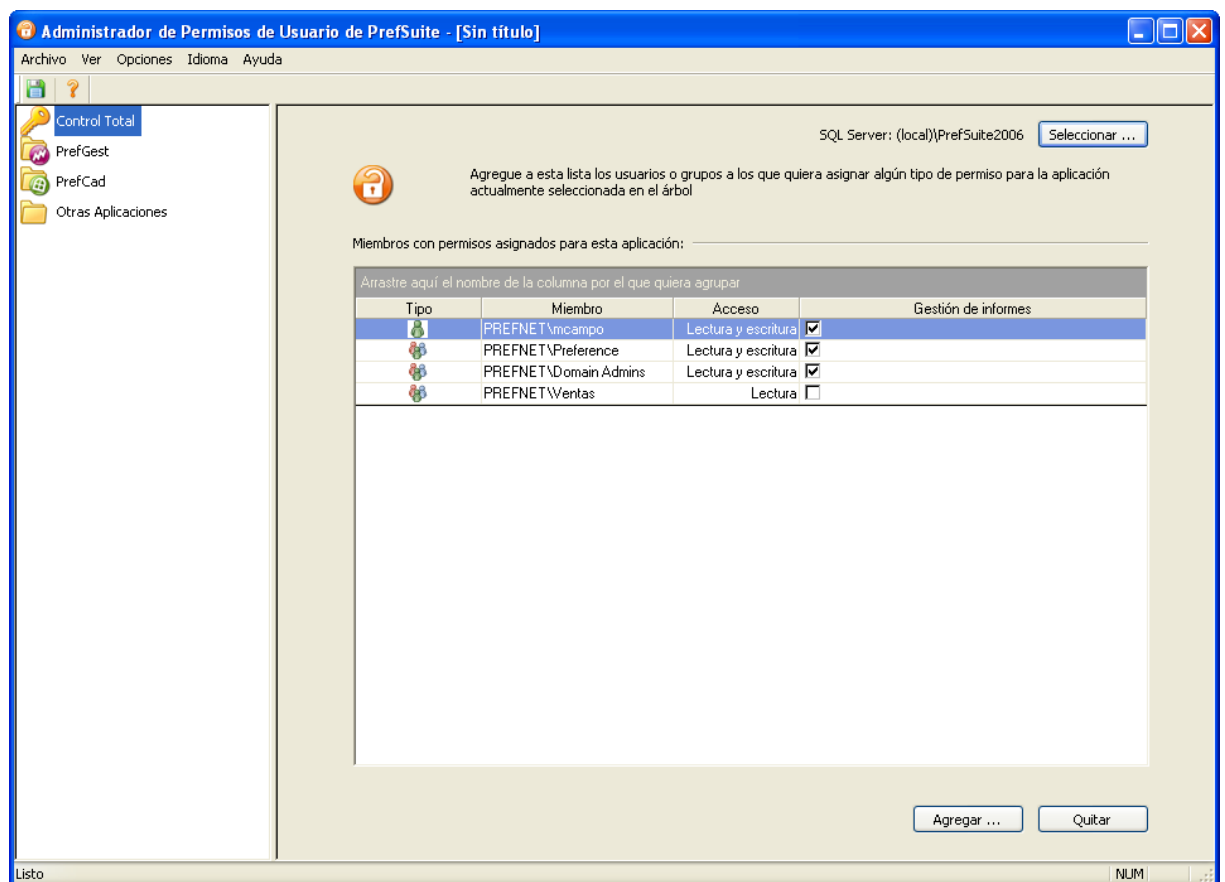 Administrador de Permisos de Usuario de PrefSuite - [Sin título]
Archivo Ver Opciones Idioma Ayuda
Control Total
PrefGest
PrefCad
Otras Aplicaciones
SQL Server: (local)\PrefSuite2006 Seleccionar ...
Agregue a esta lista los usuarios o grupos a los que quiera asignar algún tipo de permiso para la aplicación
actualmente seleccionada en el árbol
Miembros con permisos asignados para esta aplicación:
Arrastre aquí el nombre de la columna por el que quiera agrupar
Tipo Miembro Acceso Gestión de informes
PREFNET\mcampo Lectura y escritura
PREFNET\Preference Lectura y escritura
PREFNET\Domain Admins Lectura y escritura
PREFNET\Ventas Lectura
Agregar ... Quitar
Listo NUM